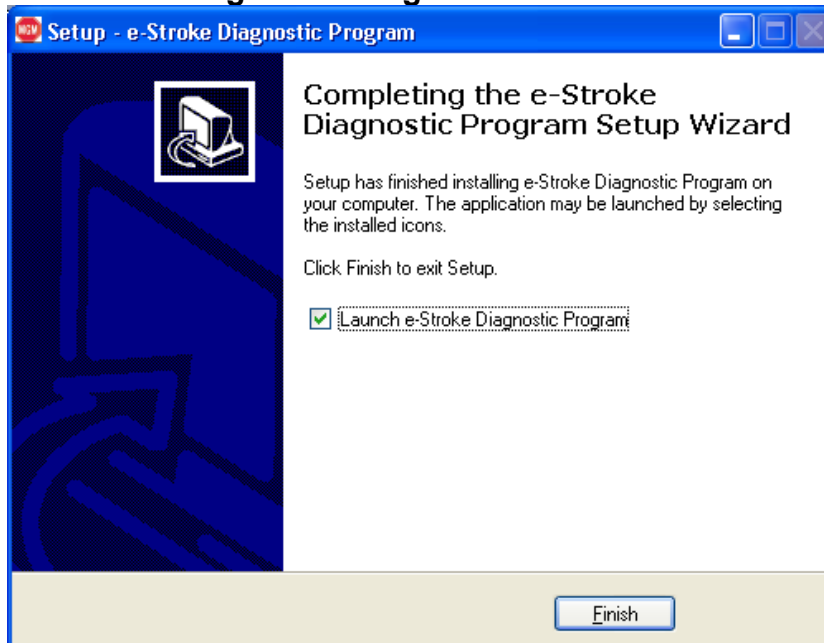 MGM
Setup - e-Stroke Diagnostic Program
Completing the e-Stroke
Diagnostic Program Setup Wizard
Setup has finished installing e-Stroke Diagnostic Program on
your computer. The application may be launched by selecting
the installed icons.
Click Finish to exit Setup.
Launch e-Stroke Diagnostic Program
Finish